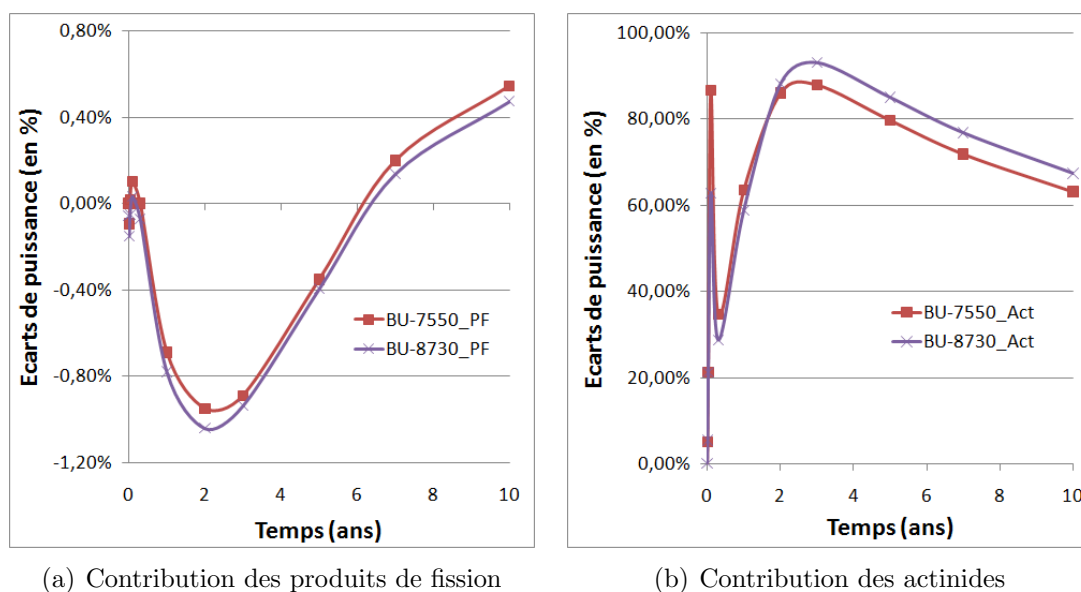 0,80%
0,40%
0,00%
-0,40%
-0,80%
-1,20%
Ecarts de puissance (en %)
BU-7550_PF
BU-8730_PF
0 2 4 6 8 10
Temps (ans)
(a) Contribution des produits de fission
100,00%
80,00%
60,00%
40,00%
20,00%
0,00%
Ecarts de puissance (en %)
BU-7550_Act
BU-8730_Act
0 2 4 6 8 10
Temps (ans)
(b) Contribution des actinides